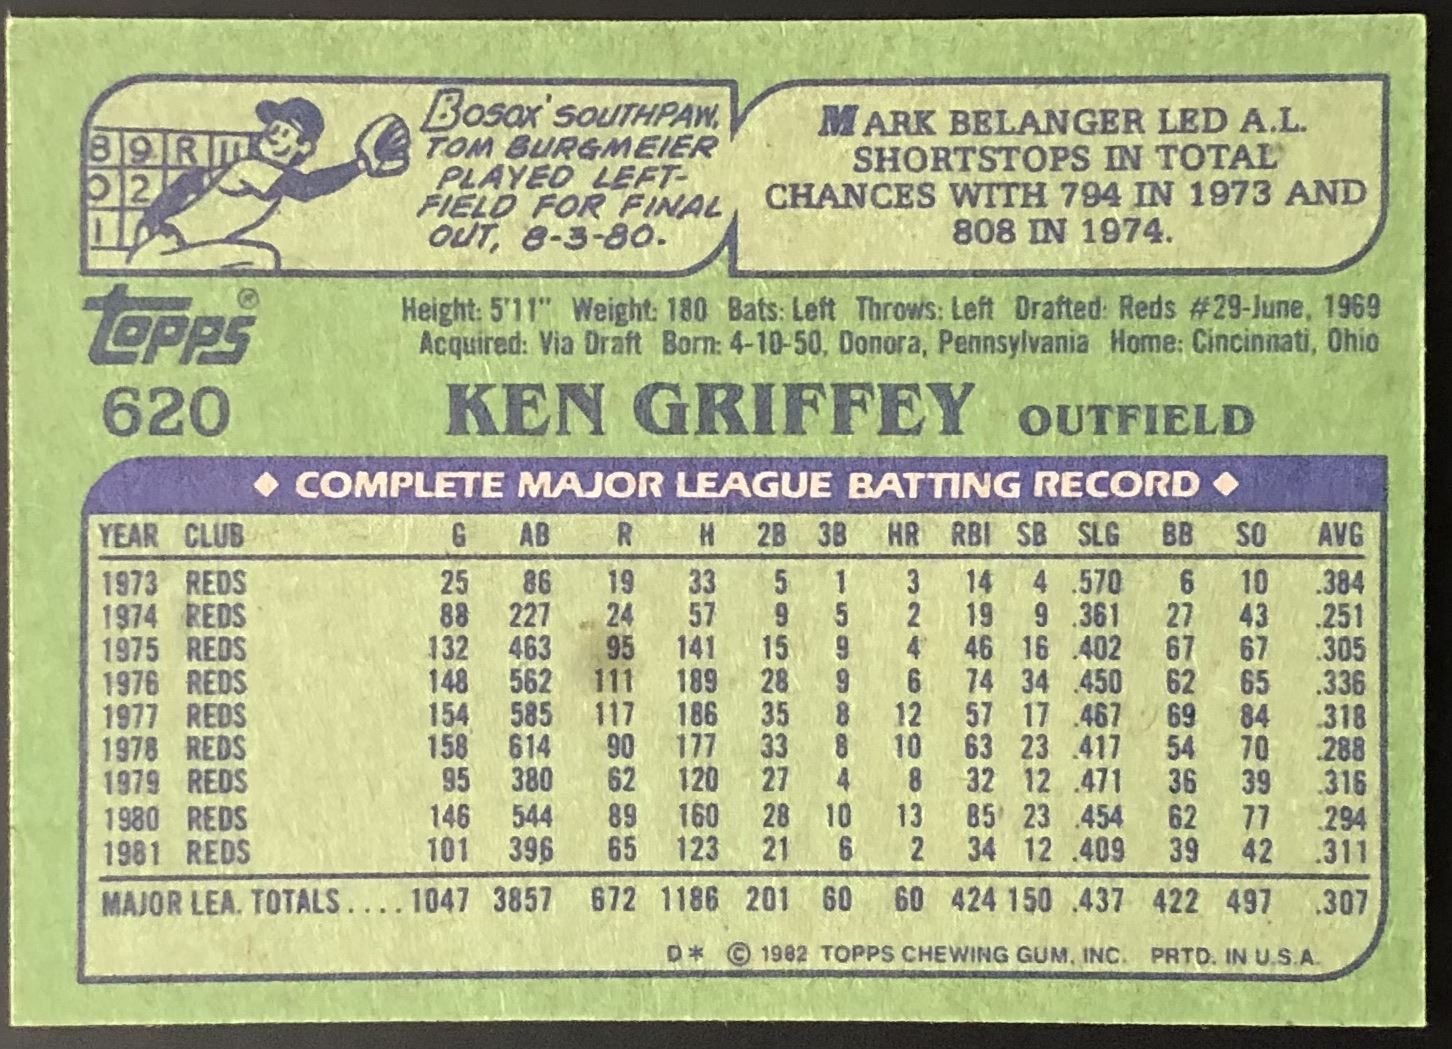 8 9 R H
0 2
1
BOSOX' SOUTHPAW,
TOM BURGMEIER
PLAYED LEFT-
FIELD FOR FINAL
OUT, 8-3-80.
MARK BELANGER LED A.L.
SHORTSTOPS IN TOTAL
CHANCES WITH 794 IN 1973 AND
808 IN 1974.
TOPPS®
620
Height: 5'11" Weight: 180 Bats: Left Throws: Left Drafted: Reds #29-June, 1969
Acquired: Via Draft Born: 4-10-50, Donora, Pennsylvania Home: Cincinnati, Ohio
KEN GRIFFEY OUTFIELD
◆ COMPLETE MAJOR LEAGUE BATTING RECORD ◆
YEAR CLUB G AB R H 2B 3B HR RBI SB SLG BB SO AVG
1973 REDS 25 86 19 33 5 1 3 14 4 .570 6 10 .384
1974 REDS 88 227 24 57 9 5 2 19 9 .361 27 43 .251
1975 REDS 132 463 95 141 15 9 4 46 16 .402 67 67 .305
1976 REDS 148 562 111 189 28 9 6 74 34 .450 62 65 .336
1977 REDS 154 585 117 186 35 8 12 57 17 .467 69 84 .318
1978 REDS 158 614 90 177 33 8 10 63 23 .417 54 70 .288
1979 REDS 95 380 62 120 27 4 8 32 12 .471 36 39 .316
1980 REDS 146 544 89 160 28 10 13 85 23 .454 62 77 .294
1981 REDS 101 396 65 123 21 6 2 34 12 .409 39 42 .311
MAJOR LEA. TOTALS.... 1047 3857 672 1186 201 60 60 424 150 .437 422 497 .307
D* © 1982 TOPPS CHEWING GUM, INC. PRTD. IN U.S.A.